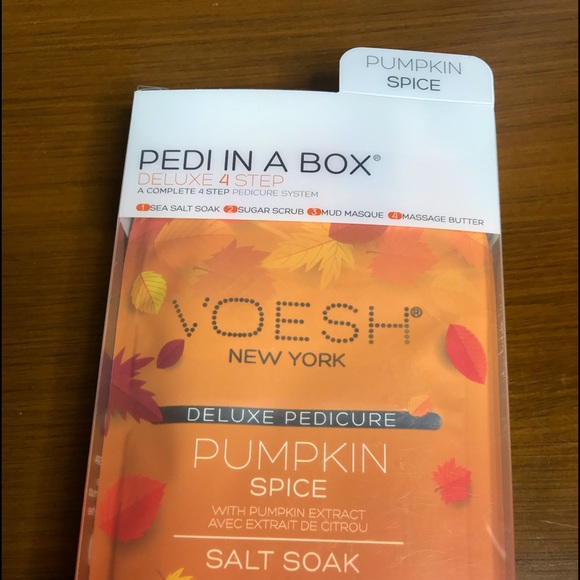 PUMPKIN
SPICE
PEDI IN A BOX®
DELUXE 4 STEP
A COMPLETE 4 STEP PEDICURE SYSTEM
1 SEA SALT SOAK 2 SUGAR SCRUB 3 MUD MASQUE 4 MASSAGE BUTTER
VOESH®
NEW YORK
DELUXE PEDICURE
PUMPKIN
SPICE
WITH PUMPKIN EXTRACT
AVEC EXTRAIT DE CITROU
SALT SOAK